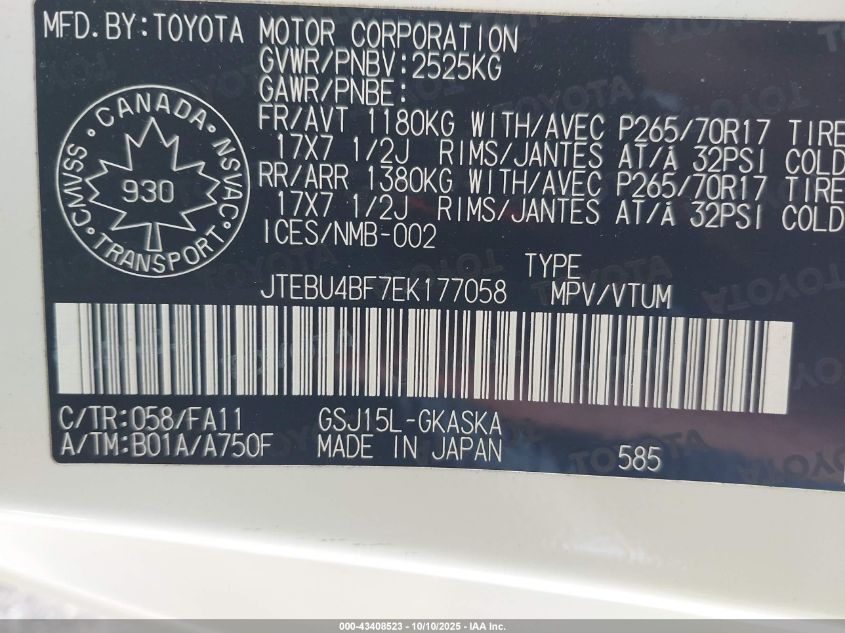 MFD. BY: TOYOTA MOTOR CORPORATION
GVWR/PNBV: 2525KG
GAWR/PNBE:
FR/AVT 1180KG WITH/AVEC P265/70R17 TIRE
17X7 1/2J RIMS/JANTES AT/À 32PSI COLD
RR/ARR 1380KG WITH/AVEC P265/70R17 TIRE
17X7 1/2J RIMS/JANTES AT/À 32PSI COLD
ICES/NMB-002
CANADA
CMVSS
NSVAC
930
TRANSPORT
TYPE
JTEBU4BF7EK177058 MPV/VTUM
C/TR: 058/FA11 GSJ15L-GKASKA
A/TM: B01A/A750F MADE IN JAPAN 585
TOYOTA TOYOTA
000-43408523 - 10/10/2025 - IAA Inc.